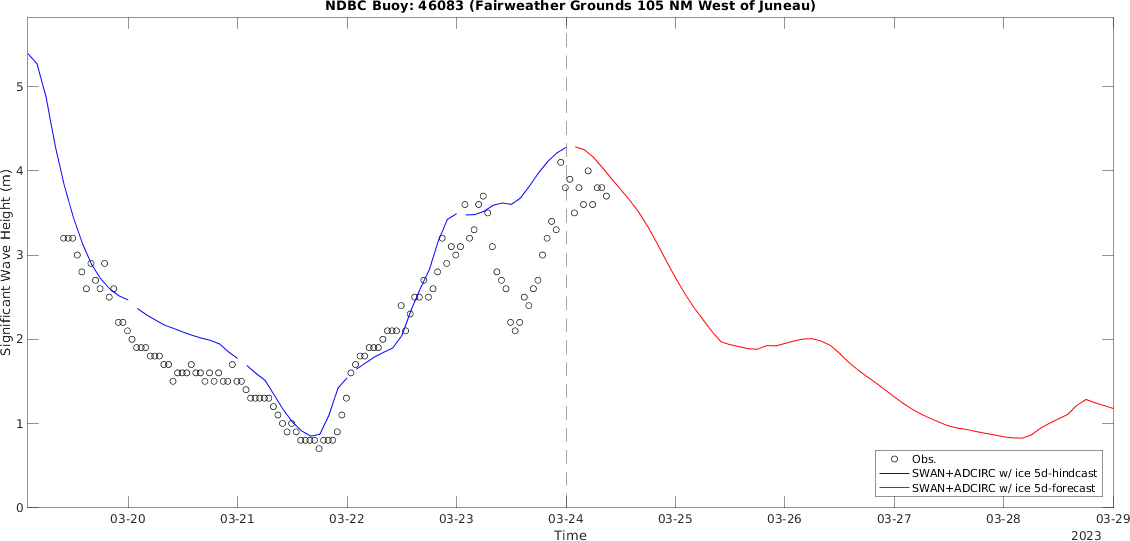 NDBC Buoy: 46083 (Fairweather Grounds 105 NM West of Juneau)
Significant Wave Height (m)
5
4
3
2
1
0
Obs.
SWAN+ADCIRC w/ ice 5d-hindcast
SWAN+ADCIRC w/ ice 5d-forecast
03-20 03-21 03-22 03-23 03-24 03-25 03-26 03-27 03-28 03-29
Time
2023